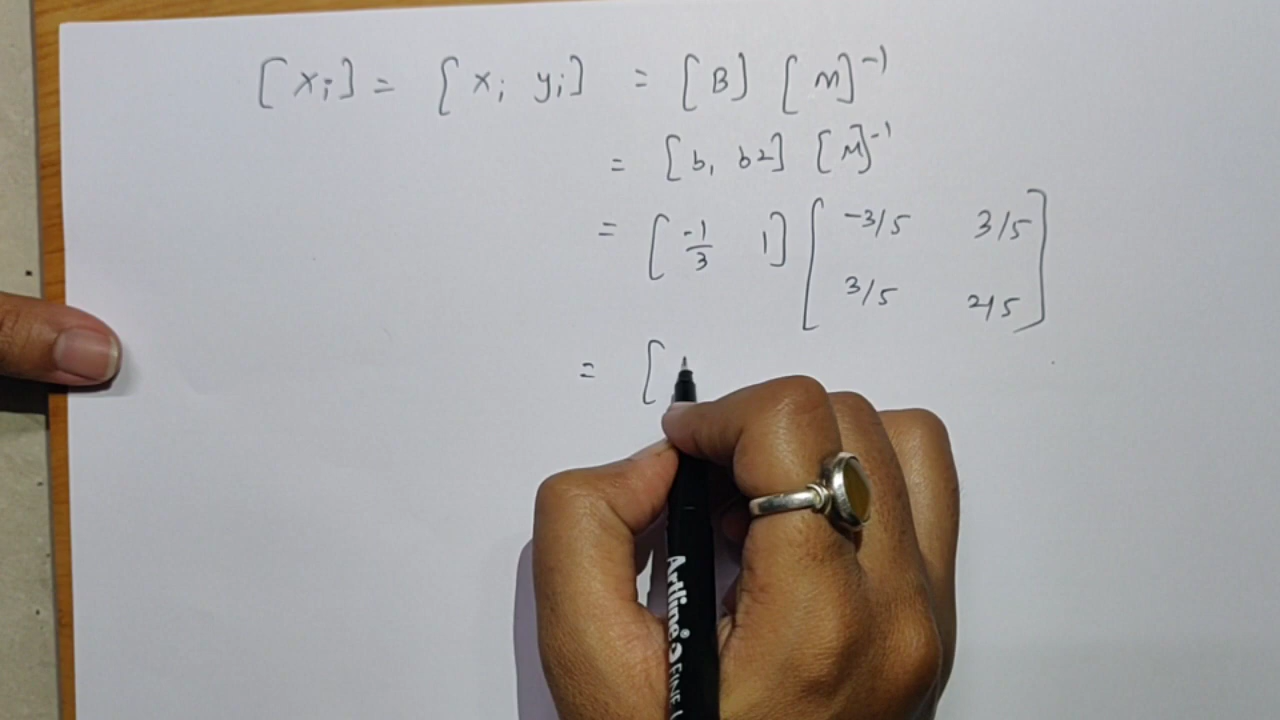 [xi] = [xi yi] = [B] [M]⁻¹
= [b1 b2] [M]⁻¹
= [-1/3 1] [-3/5 3/5
3/5 2/5]
= [
Artline® FINE